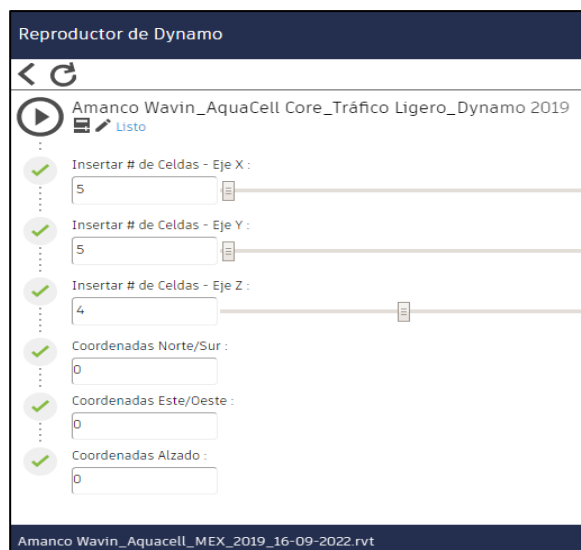 Reproductor de Dynamo
Amanco Wavin_AquaCell Core_Tráfico Ligero_Dynamo 2019
Listo
Insertar # de Celdas - Eje X :
5
Insertar # de Celdas - Eje Y :
5
Insertar # de Celdas - Eje Z :
4
Coordenadas Norte/Sur :
0
Coordenadas Este/Oeste :
0
Coordenadas Alzado :
0
Amanco Wavin_Aquacell_MEX_2019_16-09-2022.rvt